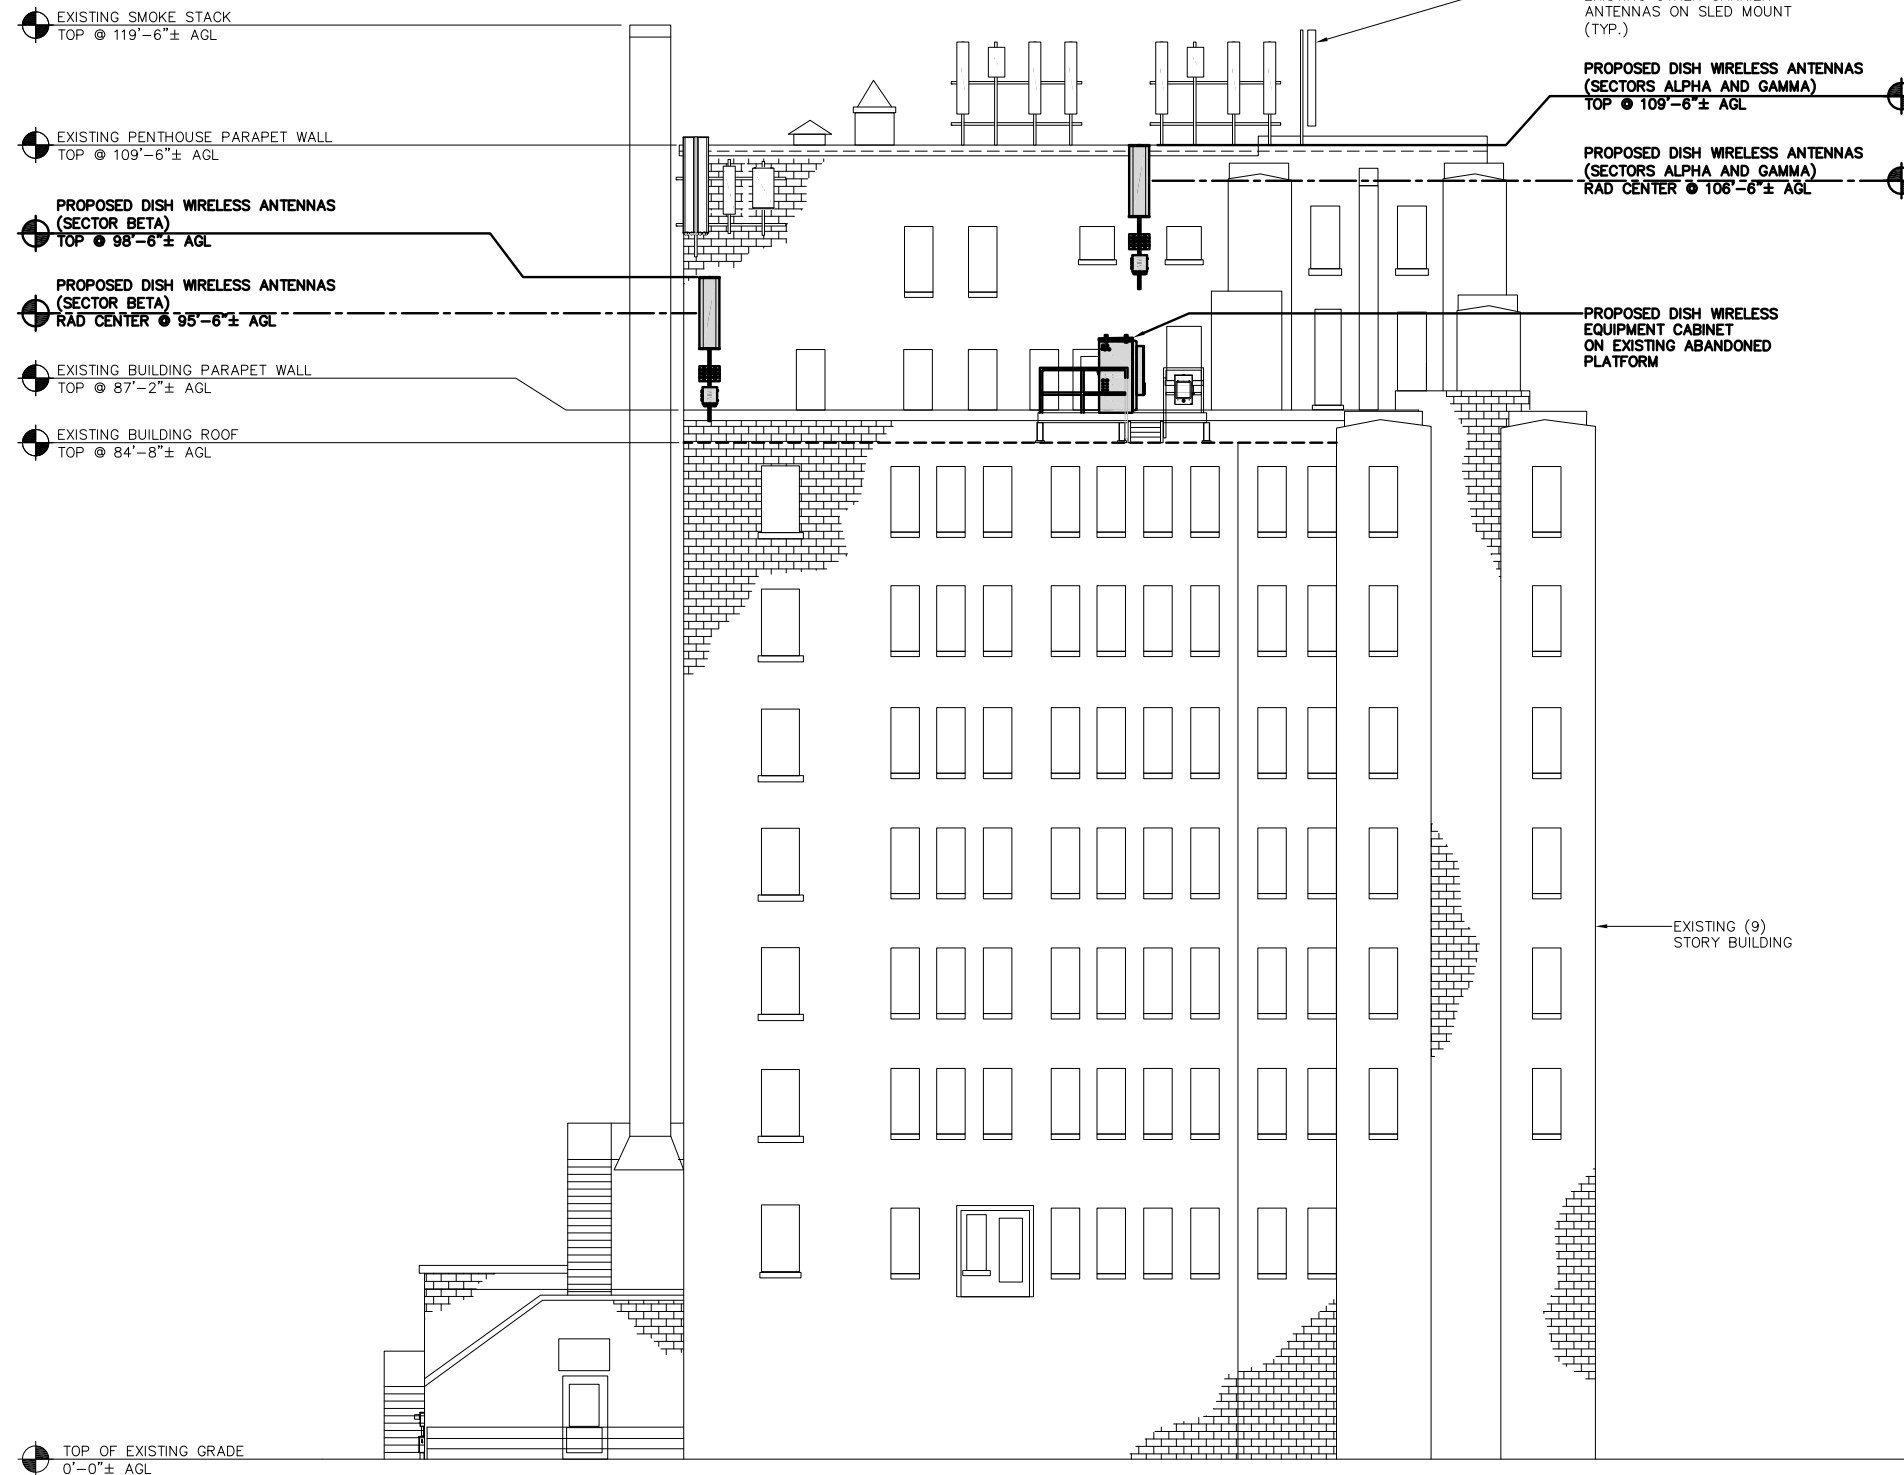 EXISTING SMOKE STACK
TOP @ 119'-6"± AGL
EXISTING PENTHOUSE PARAPET WALL
TOP @ 109'-6"± AGL
PROPOSED DISH WIRELESS ANTENNAS
(SECTOR BETA)
TOP @ 98'-6"± AGL
PROPOSED DISH WIRELESS ANTENNAS
(SECTOR BETA)
RAD CENTER @ 95'-6"± AGL
EXISTING BUILDING PARAPET WALL
TOP @ 87'-2"± AGL
EXISTING BUILDING ROOF
TOP @ 84'-8"± AGL
TOP OF EXISTING GRADE
0'-0"± AGL
ANTENNAS ON SLED MOUNT
(TYP.)
PROPOSED DISH WIRELESS ANTENNAS
(SECTORS ALPHA AND GAMMA)
TOP @ 109'-6"± AGL
PROPOSED DISH WIRELESS ANTENNAS
(SECTORS ALPHA AND GAMMA)
RAD CENTER @ 106'-6"± AGL
PROPOSED DISH WIRELESS
EQUIPMENT CABINET
ON EXISTING ABANDONED
PLATFORM
EXISTING (9)
STORY BUILDING